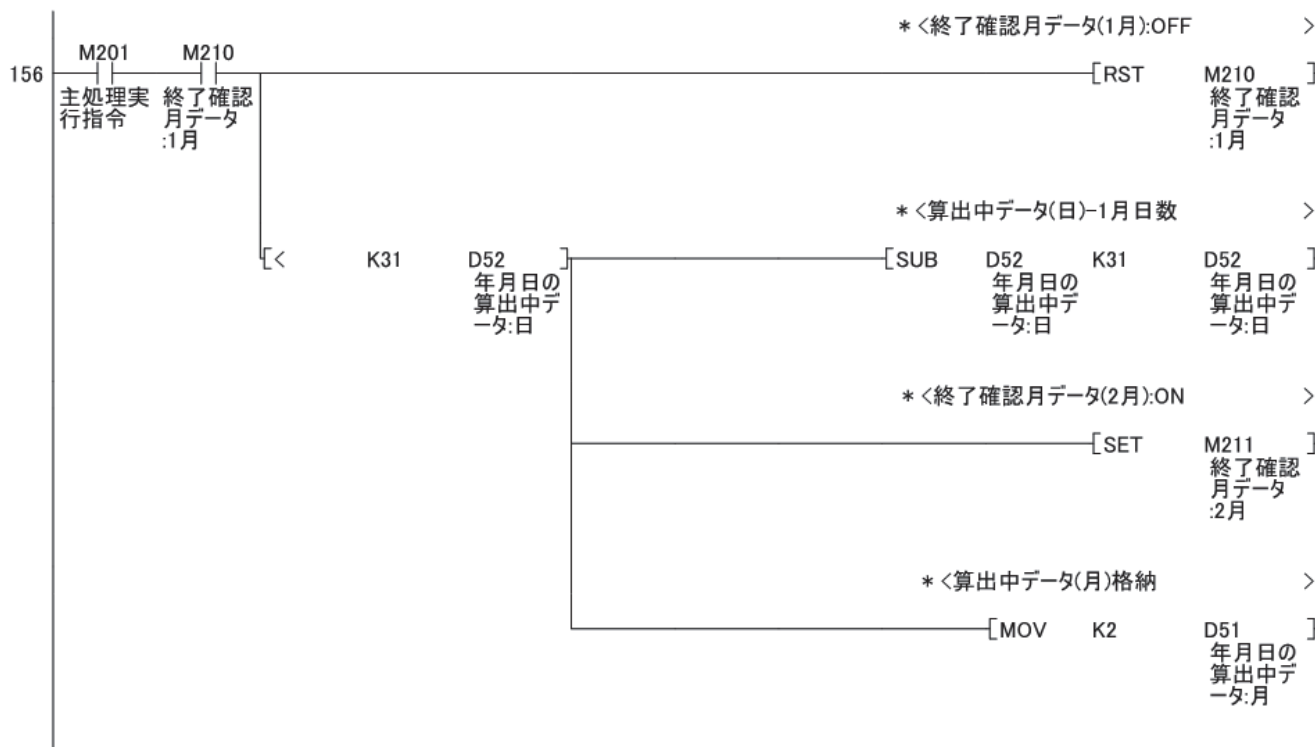 *<終了確認月データ(1月):OFF >
M201 M210
156 [RST M210 ]
主処理実 終了確認 終了確認
行指令 月データ 月データ
:1月 :1月
*<算出中データ(日)-1月日数 >
[< K31 D52 ] [SUB D52 K31 D52 ]
年月日の 年月日の 年月日の
算出中デ 算出中デ 算出中デ
ータ:日 ータ:日 ータ:日
*<終了確認月データ(2月):ON >
[SET M211 ]
終了確認
月データ
:2月
*<算出中データ(月)格納 >
[MOV K2 D51 ]
年月日の
算出中デ
ータ:月